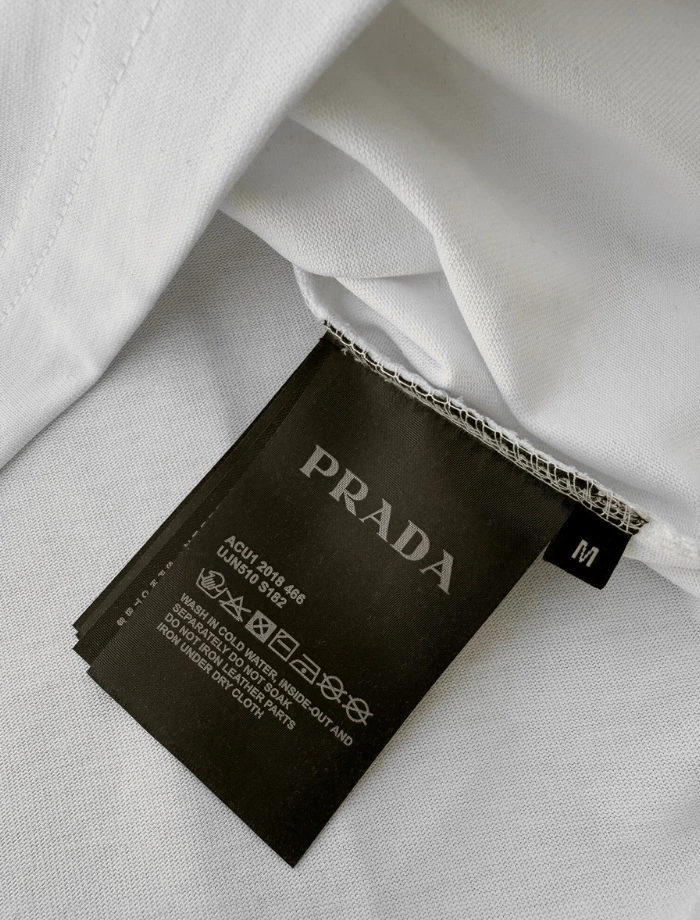 PRADA
ACU1 2018 466
UJN510 S182
WASH IN COLD WATER, INSIDE-OUT AND
SEPARATELY DO NOT SOAK
DO NOT IRON LEATHER PARTS
IRON UNDER DRY CLOTH
M